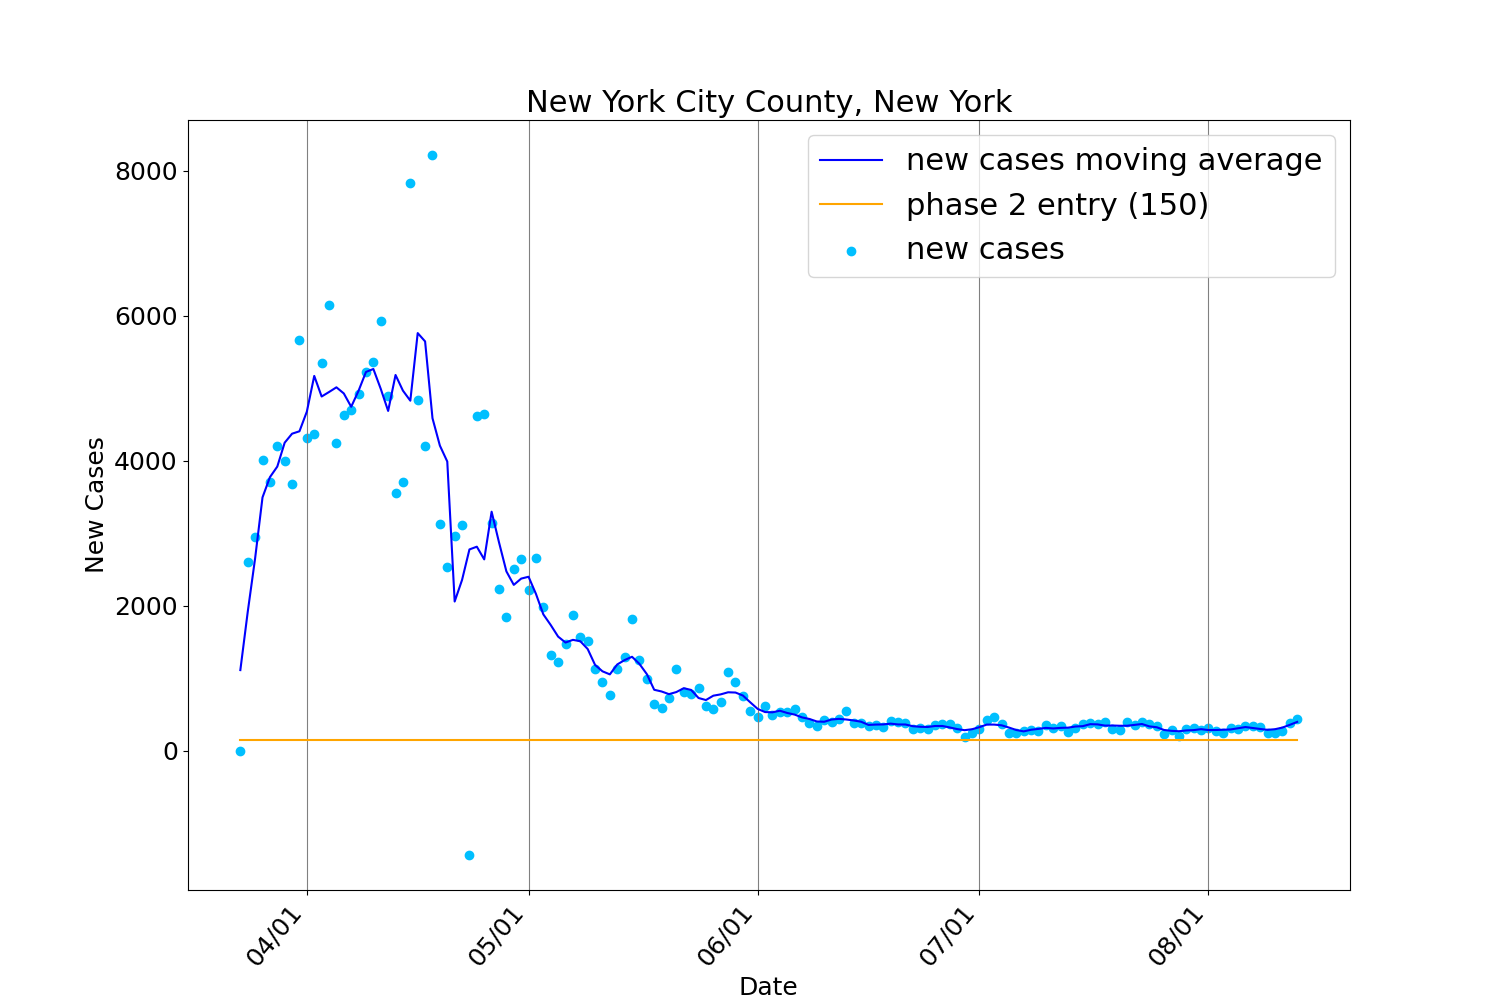 New York City County, New York
new cases moving average
phase 2 entry (150)
new cases
8000
6000
4000
2000
0
New Cases
04/01
05/01
06/01
07/01
08/01
Date